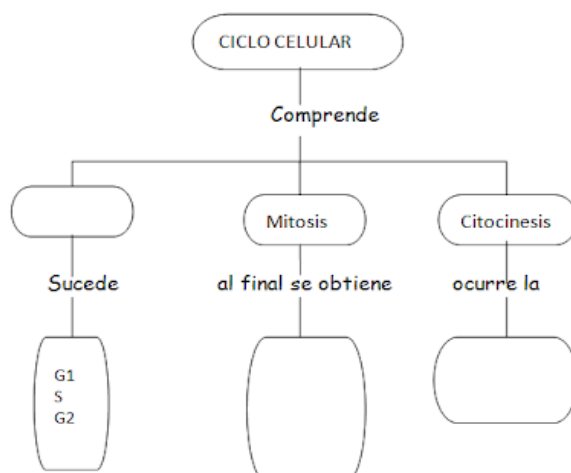 CICLO CELULAR
Comprende
Mitosis
Citocinesis
Sucede
al final se obtiene
ocurre la
G1
S
G2